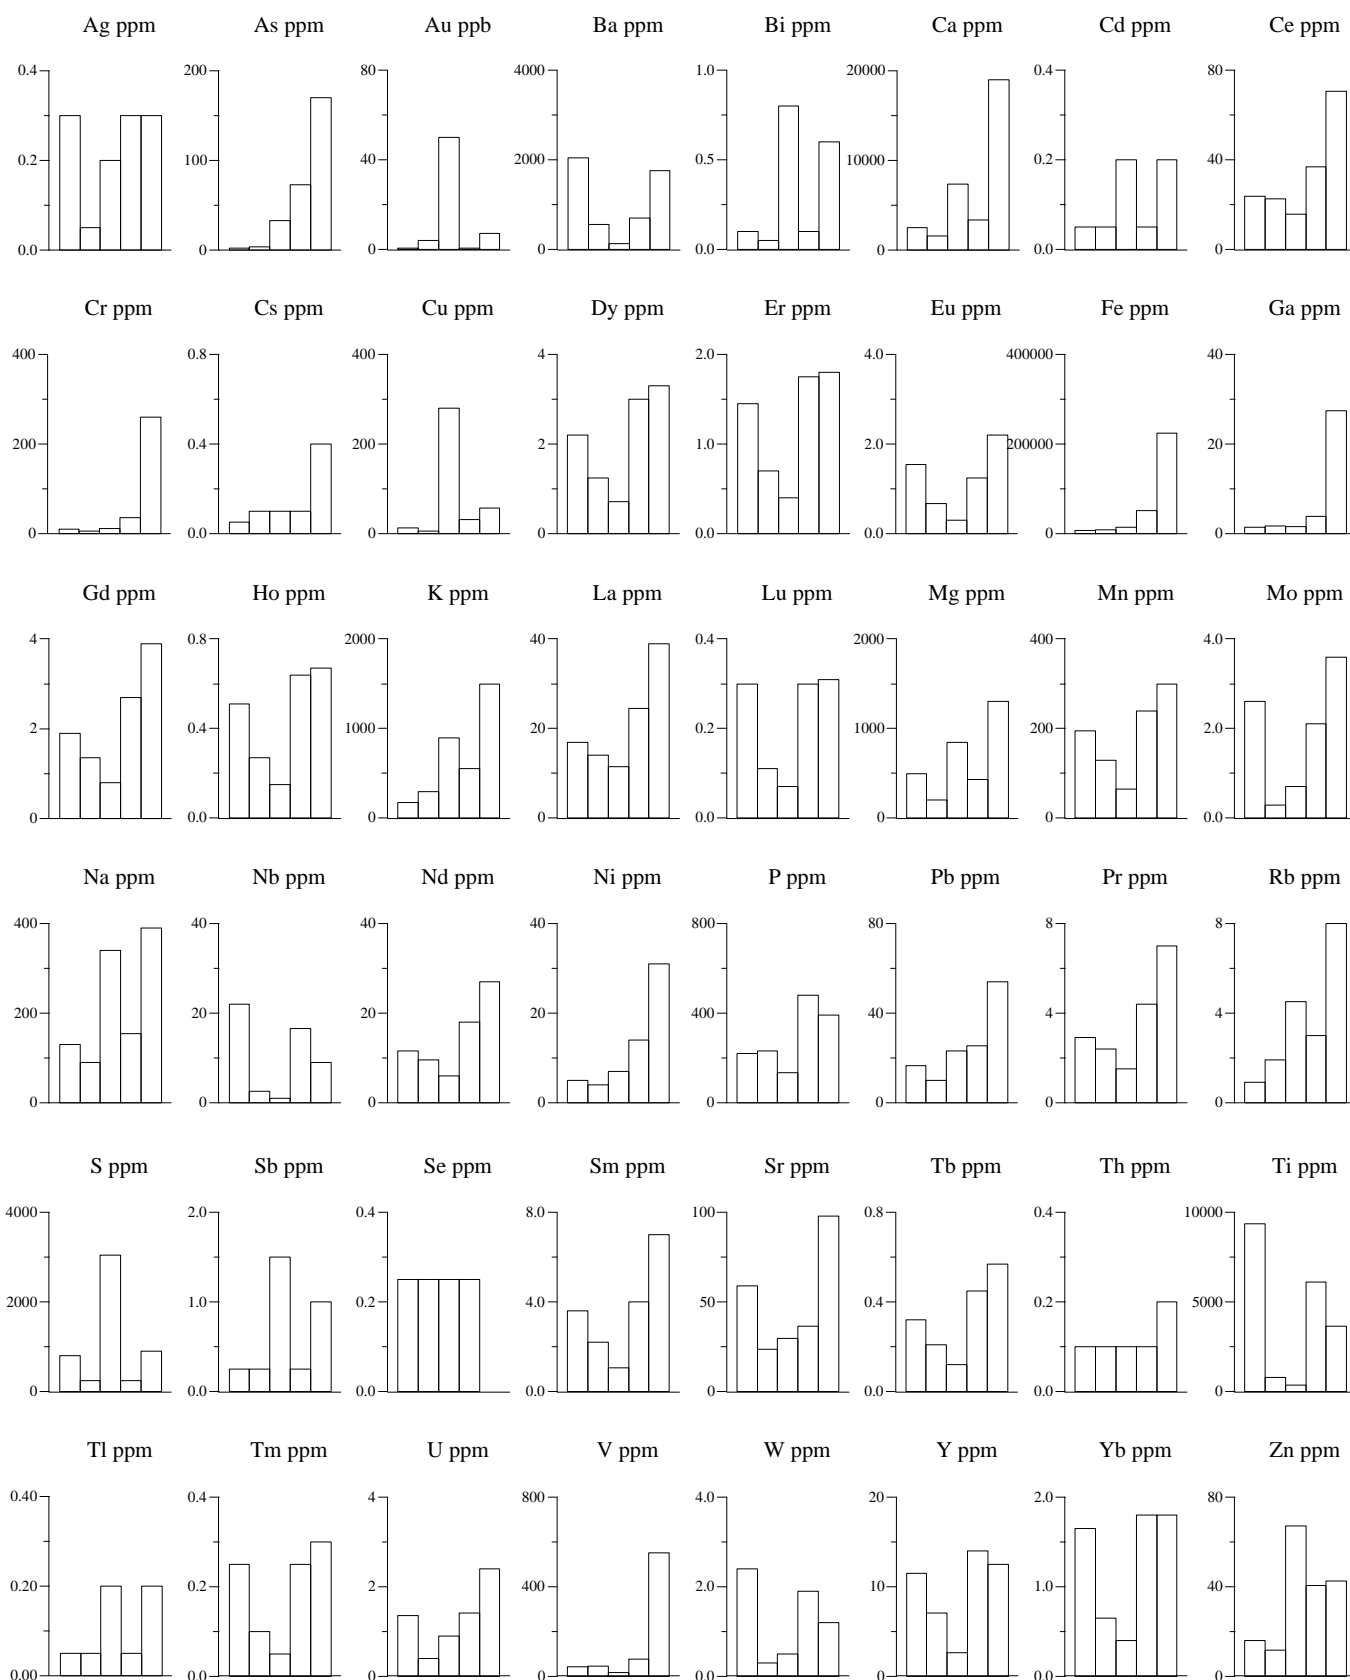 Ag ppm As ppm Au ppb Ba ppm Bi ppm Ca ppm Cd ppm Ce ppm
0.4 200 80 4000 1.0 20000 0.4 80
0.2 100 40 2000 0.5 10000 0.2 40
0.0 0 0 0 0.0 0 0.0 0
Cr ppm Cs ppm Cu ppm Dy ppm Er ppm Eu ppm Fe ppm Ga ppm
400 0.8 400 4 2.0 4.0 400000 40
200 0.4 200 2 1.0 2.0 200000 20
0 0.0 0 0 0.0 0.0 0 0
Gd ppm Ho ppm K ppm La ppm Lu ppm Mg ppm Mn ppm Mo ppm
4 0.8 2000 40 0.4 2000 400 4.0
2 0.4 1000 20 0.2 1000 200 2.0
0 0.0 0 0 0.0 0 0 0.0
Na ppm Nb ppm Nd ppm Ni ppm P ppm Pb ppm Pr ppm Rb ppm
400 40 40 40 800 80 8 8
200 20 20 20 400 40 4 4
0 0 0 0 0 0 0 0
S ppm Sb ppm Se ppm Sm ppm Sr ppm Tb ppm Th ppm Ti ppm
4000 2.0 0.4 8.0 100 0.8 0.4 10000
2000 1.0 0.2 4.0 50 0.4 0.2 5000
0 0.0 0.0 0.0 0 0.0 0.0 0
Tl ppm Tm ppm U ppm V ppm W ppm Y ppm Yb ppm Zn ppm
0.40 0.4 4 800 4.0 20 2.0 80
0.20 0.2 2 400 2.0 10 1.0 40
0.00 0.0 0 0 0.0 0 0.0 0